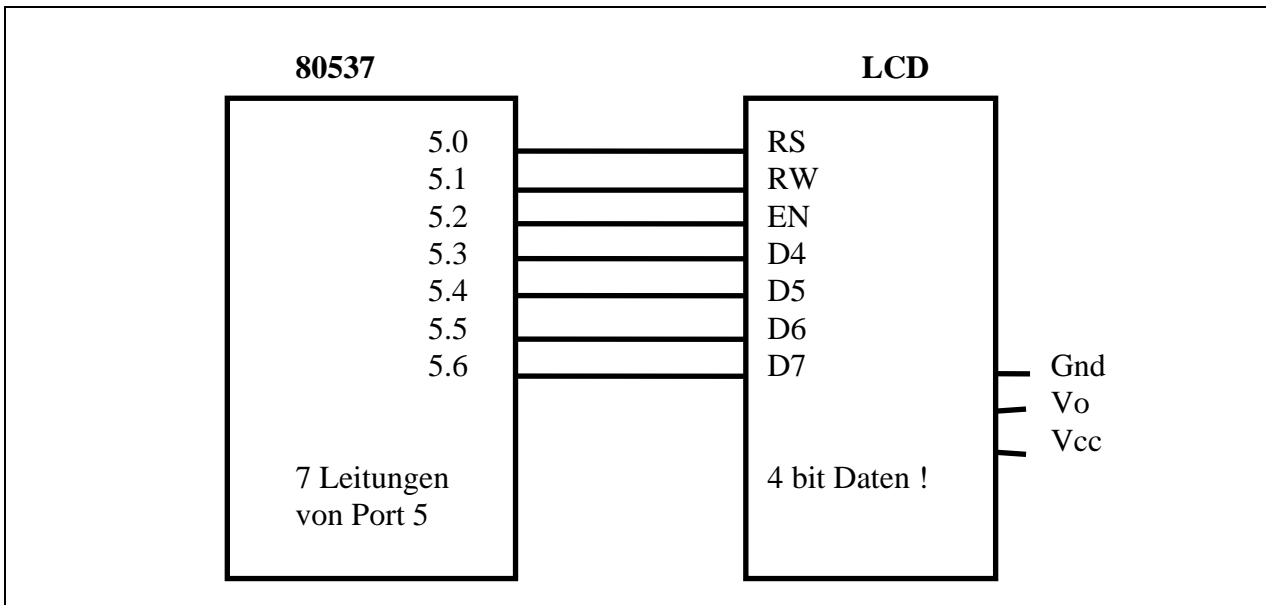 80537 LCD
5.0 RS
5.1 RW
5.2 EN
5.3 D4
5.4 D5
5.5 D6
5.6 D7
Gnd
Vo
Vcc
7 Leitungen
von Port 5
4 bit Daten !